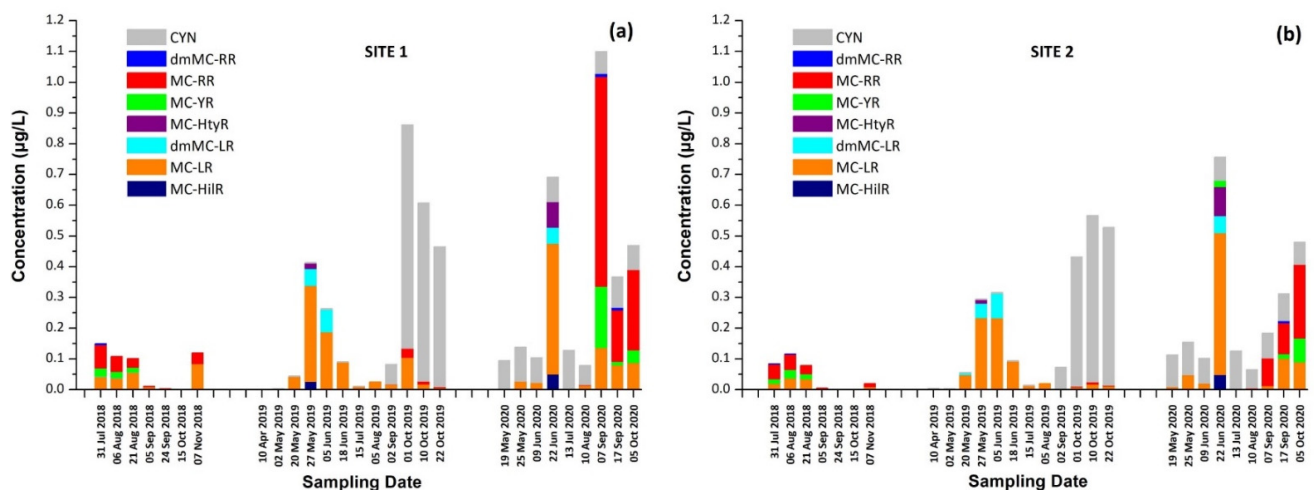 (a)
SITE 1
Concentration (µg/L)
1.2
1.1
1.0
0.9
0.8
0.7
0.6
0.5
0.4
0.3
0.2
0.1
0.0
CYN
dmMC-RR
MC-RR
MC-YR
MC-HtyR
dmMC-LR
MC-LR
MC-HilR
31 Jul 2018
06 Aug 2018
21 Aug 2018
05 Sep 2018
24 Sep 2018
15 Oct 2018
07 Nov 2018
10 Apr 2019
02 May 2019
20 May 2019
27 May 2019
05 Jun 2019
18 Jun 2019
15 Jul 2019
05 Aug 2019
02 Sep 2019
01 Oct 2019
10 Oct 2019
22 Oct 2019
19 May 2020
25 May 2020
09 Jun 2020
22 Jun 2020
13 Jul 2020
10 Aug 2020
07 Sep 2020
17 Sep 2020
05 Oct 2020
Sampling Date
(b)
SITE 2
Concentration (µg/L)
1.2
1.1
1.0
0.9
0.8
0.7
0.6
0.5
0.4
0.3
0.2
0.1
0.0
CYN
dmMC-RR
MC-RR
MC-YR
MC-HtyR
dmMC-LR
MC-LR
MC-HilR
31 Jul 2018
06 Aug 2018
21 Aug 2018
05 Sep 2018
24 Sep 2018
15 Oct 2018
07 Nov 2018
10 Apr 2019
02 May 2019
20 May 2019
27 May 2019
05 Jun 2019
18 Jun 2019
15 Jul 2019
05 Aug 2019
02 Sep 2019
01 Oct 2019
10 Oct 2019
22 Oct 2019
19 May 2020
25 May 2020
09 Jun 2020
22 Jun 2020
13 Jul 2020
10 Aug 2020
07 Sep 2020
17 Sep 2020
05 Oct 2020
Sampling Date